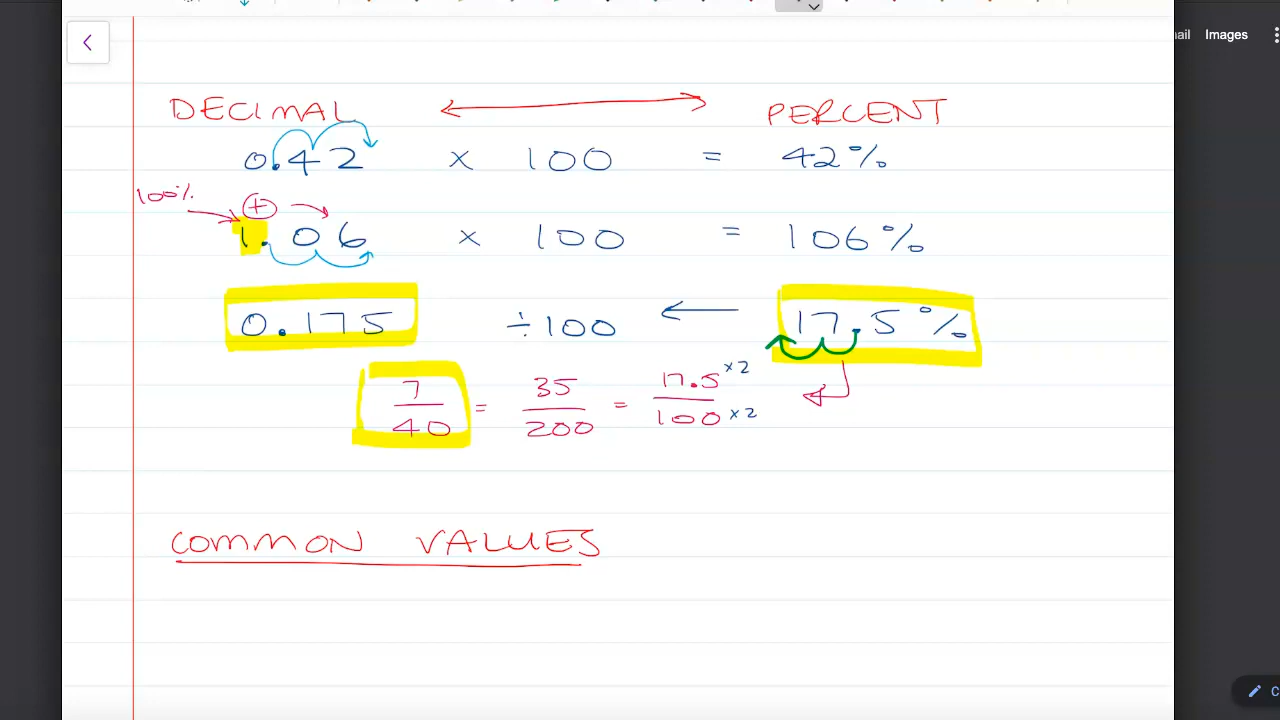 Images
DECIMAL ⟷ PERCENT
0.42 × 100 = 42%
100% +
1.06 × 100 = 106%
0.175 ÷100 ← 17.5%
7/40 = 35/200 = 17.5 ×2/100 ×2
COMMON VALUES